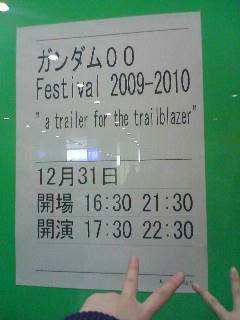 ガンダム00
Festival 2009-2010
"a trailer for the trailblazer"
12月31日
開場 16:30 21:30
開演 17:30 22:30